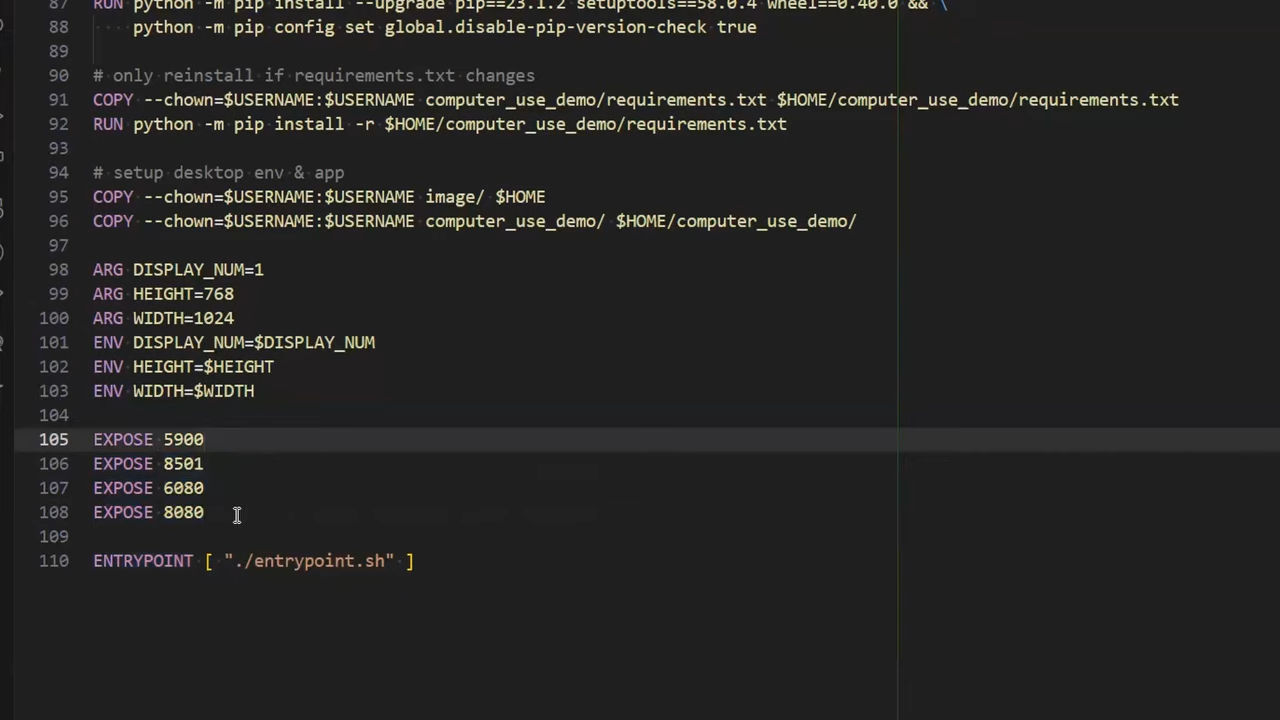 87 RUN python -m pip install --upgrade pip==23.1.2 setuptools==58.0.4 wheel==0.40.0 && \
88     python -m pip config set global.disable-pip-version-check true
89
90 # only reinstall if requirements.txt changes
91 COPY --chown=$USERNAME:$USERNAME computer_use_demo/requirements.txt $HOME/computer_use_demo/requirements.txt
92 RUN python -m pip install -r $HOME/computer_use_demo/requirements.txt
93
94 # setup desktop env & app
95 COPY --chown=$USERNAME:$USERNAME image/ $HOME
96 COPY --chown=$USERNAME:$USERNAME computer_use_demo/ $HOME/computer_use_demo/
97
98 ARG DISPLAY_NUM=1
99 ARG HEIGHT=768
100 ARG WIDTH=1024
101 ENV DISPLAY_NUM=$DISPLAY_NUM
102 ENV HEIGHT=$HEIGHT
103 ENV WIDTH=$WIDTH
104
105 EXPOSE 5900
106 EXPOSE 8501
107 EXPOSE 6080
108 EXPOSE 8080
109
110 ENTRYPOINT [ "./entrypoint.sh" ]